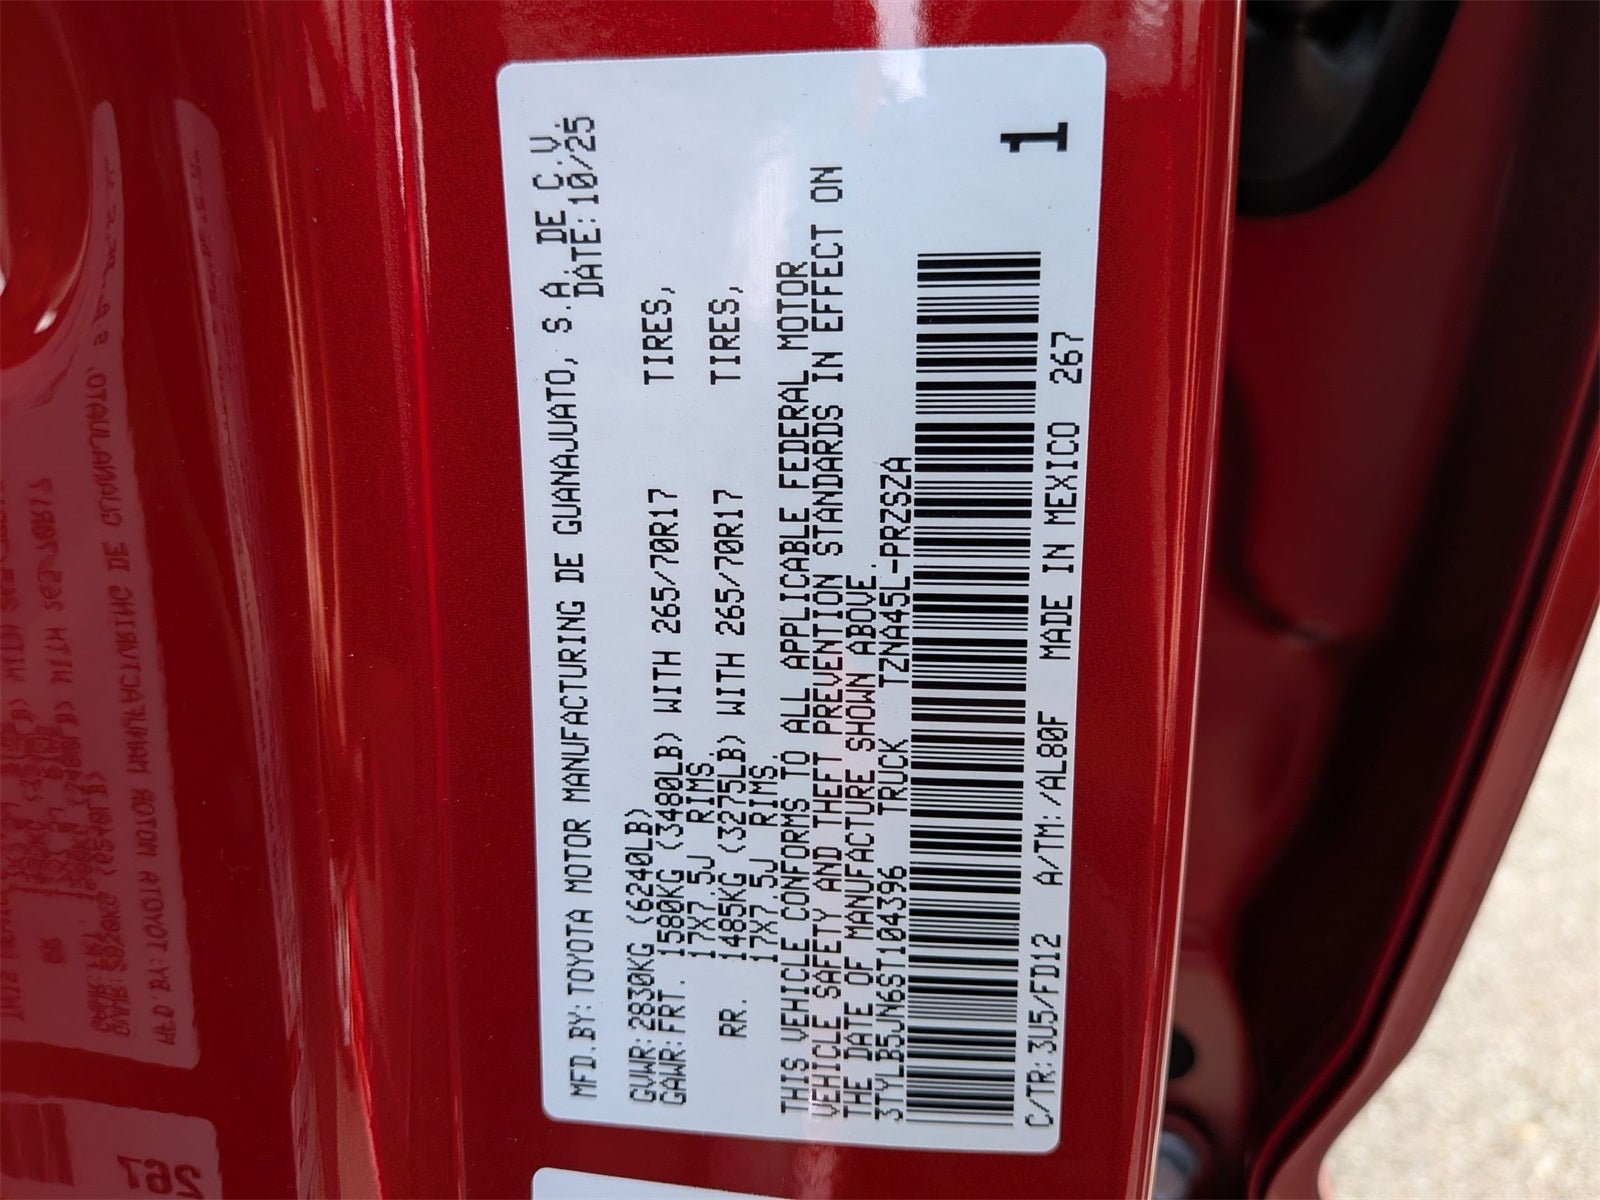 MFD.BY:TOYOTA MOTOR MANUFACTURING DE GUANAJUATO, S.A. DE C.V.
DATE:10/25
GVWR:2830KG (6240LB)
GAWR:FRT. 1580KG (3480LB) WITH 265/70R17 TIRES,
17X7.5J RIMS.
RR. 1485KG (3275LB) WITH 265/70R17 TIRES,
17X7.5J RIMS.
THIS VEHICLE CONFORMS TO ALL APPLICABLE FEDERAL MOTOR
VEHICLE SAFETY AND THEFT PREVENTION STANDARDS IN EFFECT ON
THE DATE OF MANUFACTURE SHOWN ABOVE.
3TYLB5JN6ST104396 TRUCK TZNA45L-PRZSZA
1
C/TR:3U5/FD12 A/TM:/AL80F MADE IN MEXICO 267